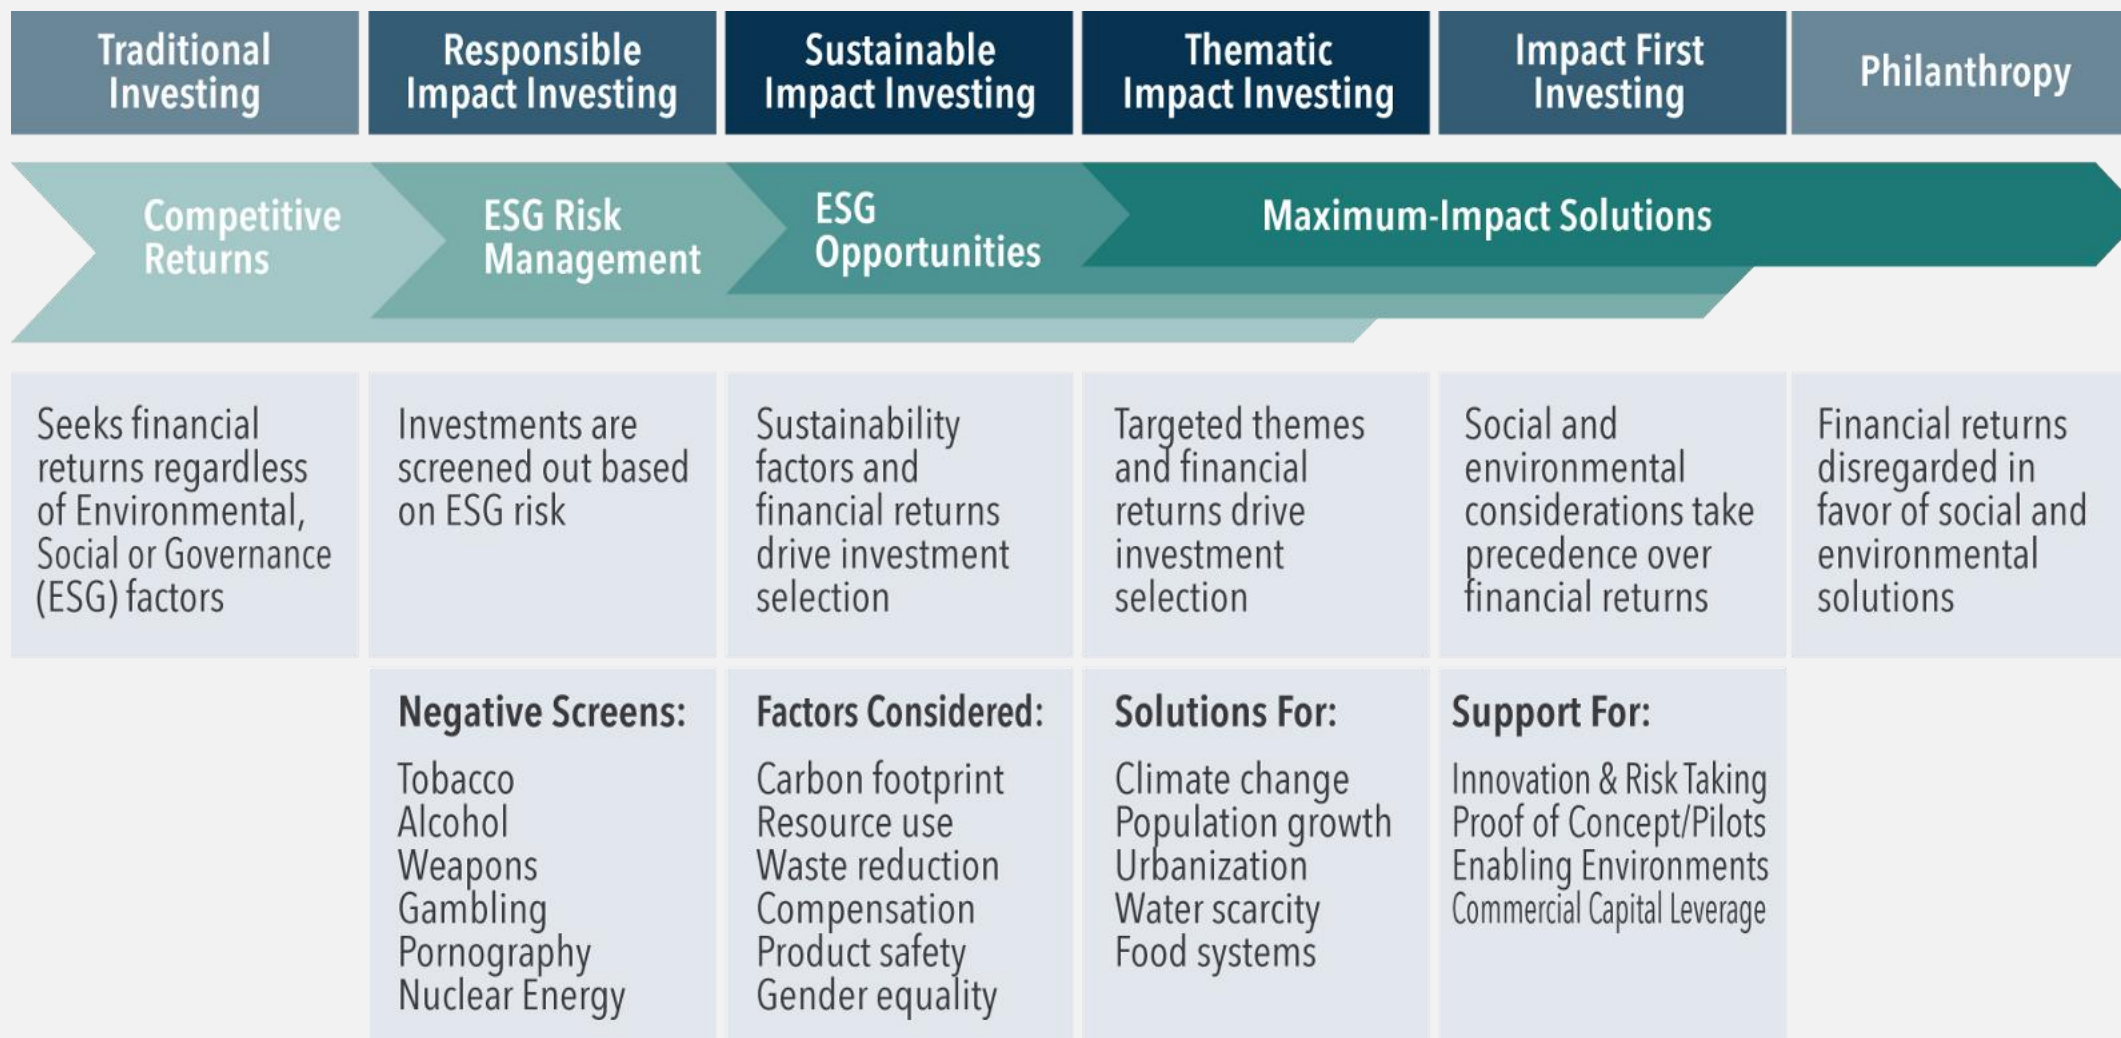 Traditional
Investing
Responsible
Impact Investing
Sustainable
Impact Investing
Thematic
Impact Investing
Impact First
Investing
Philanthropy
Competitive
Returns
ESG Risk
Management
ESG
Opportunities
Maximum-Impact Solutions
Seeks financial
returns regardless
of Environmental,
Social or Governance
(ESG) factors
Investments are
screened out based
on ESG risk
Sustainability
factors and
financial returns
drive investment
selection
Targeted themes
and financial
returns drive
investment
selection
Social and
environmental
considerations take
precedence over
financial returns
Financial returns
disregarded in
favor of social and
environmental
solutions
Negative Screens:
Tobacco
Alcohol
Weapons
Gambling
Pornography
Nuclear Energy
Factors Considered:
Carbon footprint
Resource use
Waste reduction
Compensation
Product safety
Gender equality
Solutions For:
Climate change
Population growth
Urbanization
Water scarcity
Food systems
Support For:
Innovation & Risk Taking
Proof of Concept/Pilots
Enabling Environments
Commercial Capital Leverage